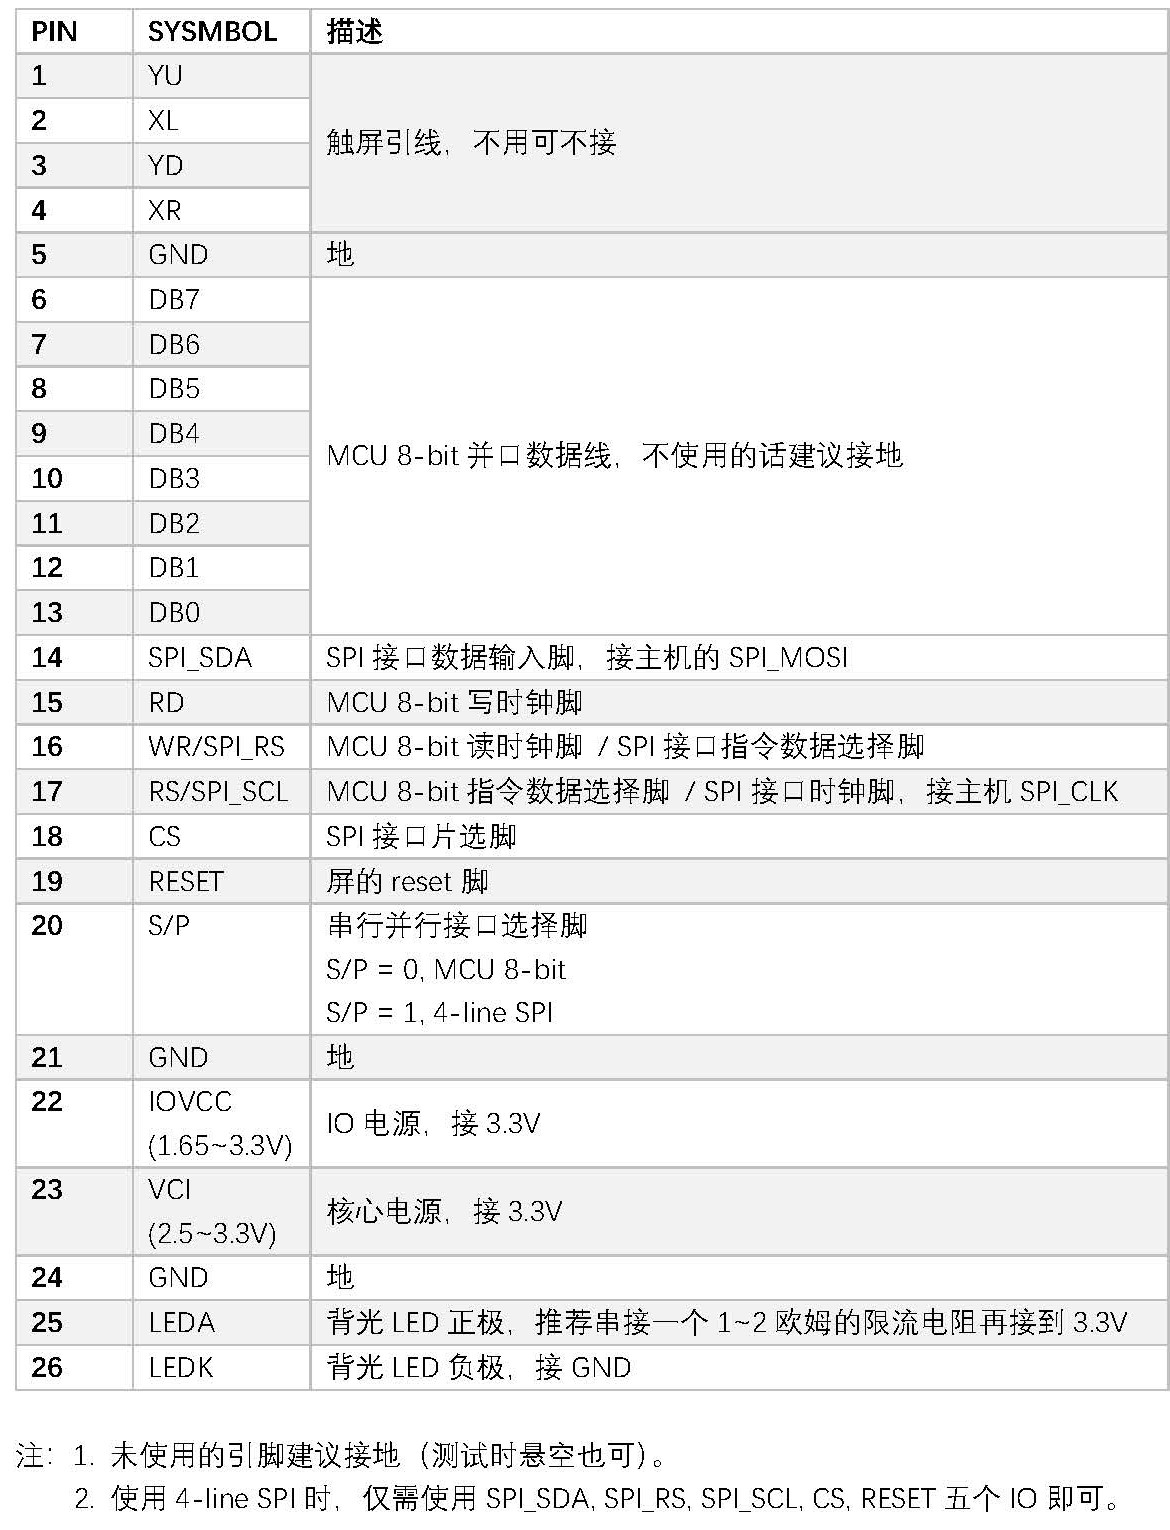 PIN SYSMBOL 描述
1 YU
触屏引线，不用可不接
2 XL
3 YD
4 XR
5 GND 地
6 DB7
7 DB6
8 DB5
9 DB4
MCU 8-bit 并口数据线，不使用的话建议接地
10 DB3
11 DB2
12 DB1
13 DB0
14 SPI_SDA SPI 接口数据输入脚，接主机的 SPI_MOSI
15 RD MCU 8-bit 写时钟脚
16 WR/SPI_RS MCU 8-bit 读时钟脚 / SPI 接口指令数据选择脚
17 RS/SPI_SCL MCU 8-bit 指令数据选择脚 / SPI 接口时钟脚，接主机 SPI_CLK
18 CS SPI 接口片选脚
19 RESET 屏的 reset 脚
20 S/P 串行并行接口选择脚
S/P = 0, MCU 8-bit
S/P = 1, 4-line SPI
21 GND 地
22 IOVCC
(1.65~3.3V)
IO 电源，接 3.3V
23 VCI
(2.5~3.3V)
核心电源，接 3.3V
24 GND 地
25 LEDA 背光 LED 正极，推荐串接一个 1~2 欧姆的限流电阻再接到 3.3V
26 LEDK 背光 LED 负极，接 GND
注：1. 未使用的引脚建议接地（测试时悬空也可）。
2. 使用 4-line SPI 时，仅需使用 SPI_SDA, SPI_RS, SPI_SCL, CS, RESET 五个 IO 即可。